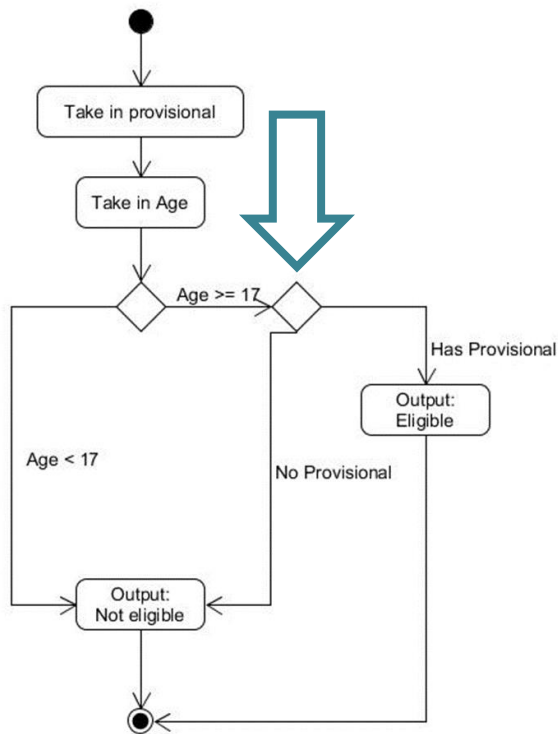 Take in provisional
Take in Age
Age >= 17
Has Provisional
Output:
Eligible
Age < 17
No Provisional
Output:
Not eligible